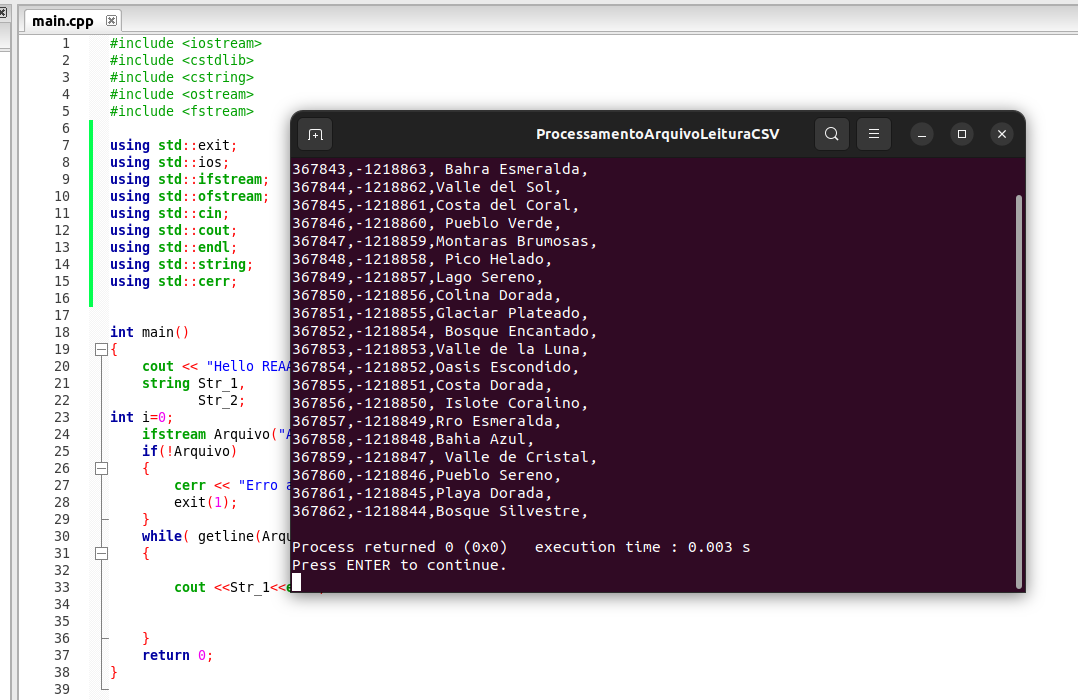 main.cpp
1 #include <iostream>
2 #include <cstdlib>
3 #include <cstring>
4 #include <ostream>
5 #include <fstream>
6
7 using std::exit;
8 using std::ios;
9 using std::ifstream;
10 using std::ofstream;
11 using std::cin;
12 using std::cout;
13 using std::endl;
14 using std::string;
15 using std::cerr;
16
17
18 int main()
19 {
20 cout << "Hello REAA
21 string Str_1,
22 Str_2;
23 int i=0;
24 ifstream Arquivo("A
25 if(!Arquivo)
26 {
27 cerr << "Erro a
28 exit(1);
29 }
30 while( getline(Arqu
31 {
32
33 cout <<Str_1<<e
34
35
36 }
37 return 0;
38 }
39
ProcessamentoArquivoLeituraCSV
367843,-1218863, Bahra Esmeralda,
367844,-1218862,Valle del Sol,
367845,-1218861,Costa del Coral,
367846,-1218860, Pueblo Verde,
367847,-1218859,Montaras Brumosas,
367848,-1218858, Pico Helado,
367849,-1218857,Lago Sereno,
367850,-1218856,Colina Dorada,
367851,-1218855,Glaciar Plateado,
367852,-1218854, Bosque Encantado,
367853,-1218853,Valle de la Luna,
367854,-1218852,Oasis Escondido,
367855,-1218851,Costa Dorada,
367856,-1218850, Islote Coralino,
367857,-1218849,Rro Esmeralda,
367858,-1218848,Bahia Azul,
367859,-1218847, Valle de Cristal,
367860,-1218846,Pueblo Sereno,
367861,-1218845,Playa Dorada,
367862,-1218844,Bosque Silvestre,
Process returned 0 (0x0) execution time : 0.003 s
Press ENTER to continue.